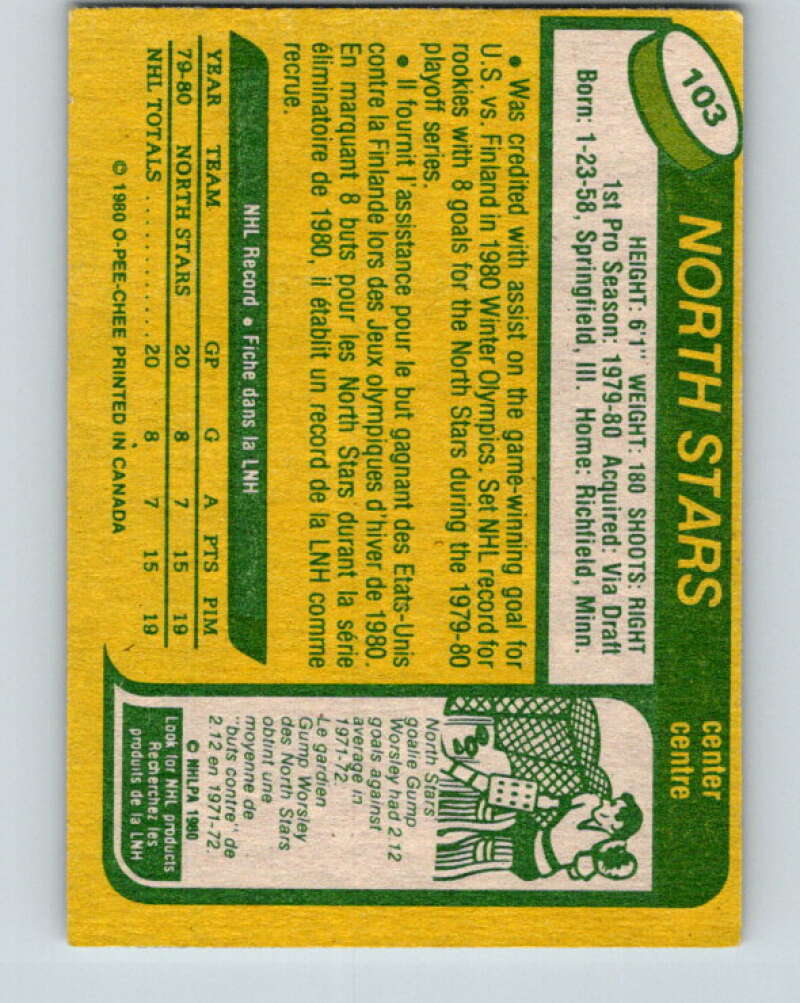 103
NORTH STARS
center
centre
HEIGHT: 6'1" WEIGHT: 180 SHOOTS: RIGHT
1st Pro Season: 1979-80 Acquired: Via Draft
Born: 1-23-58, Springfield, Ill. Home: Richfield, Minn.
• Was credited with assist on the game-winning goal for
U.S. vs. Finland in 1980 Winter Olympics. Set NHL record for
rookies with 8 goals for the North Stars during the 1979-80
playoff series.
• Il fournit l'assistance pour le but gagnant des Etats-Unis
contre la Finlande lors des Jeux olympiques d'hiver de 1980.
En marquant 8 buts pour les North Stars durant la série
éliminatoire de 1980, il établit un record de la LNH comme
recrue.
NHL Record • Fiche dans la LNH
YEAR TEAM GP G A PTS PIM
79-80 NORTH STARS 20 8 7 15 19
NHL TOTALS .......... 20 8 7 15 19
© 1980 O-PEE-CHEE PRINTED IN CANADA
North Stars
goalie Gump
Worsley had 2.12
goals against
average in
1971-72.
Le gardien
Gump Worsley
des North Stars
obtint une
moyenne de
"buts contre" de
2.12 en 1971-72.
© NHLPA 1980
Look for NHL products
Recherchez les
produits de la LNH